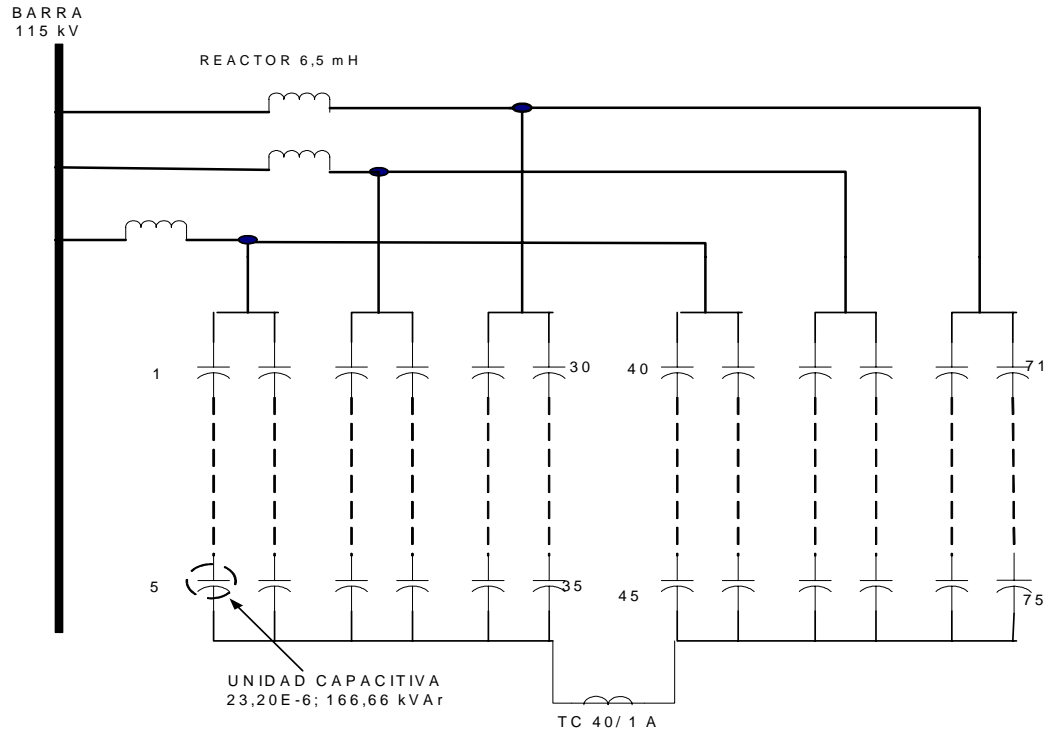 BARRA
115 kV
REACTOR 6,5 mH
1
30
40
71
5
35
45
75
UNIDAD CAPACITIVA
23,20E-6; 166,66 kVAr
TC 40/1 A